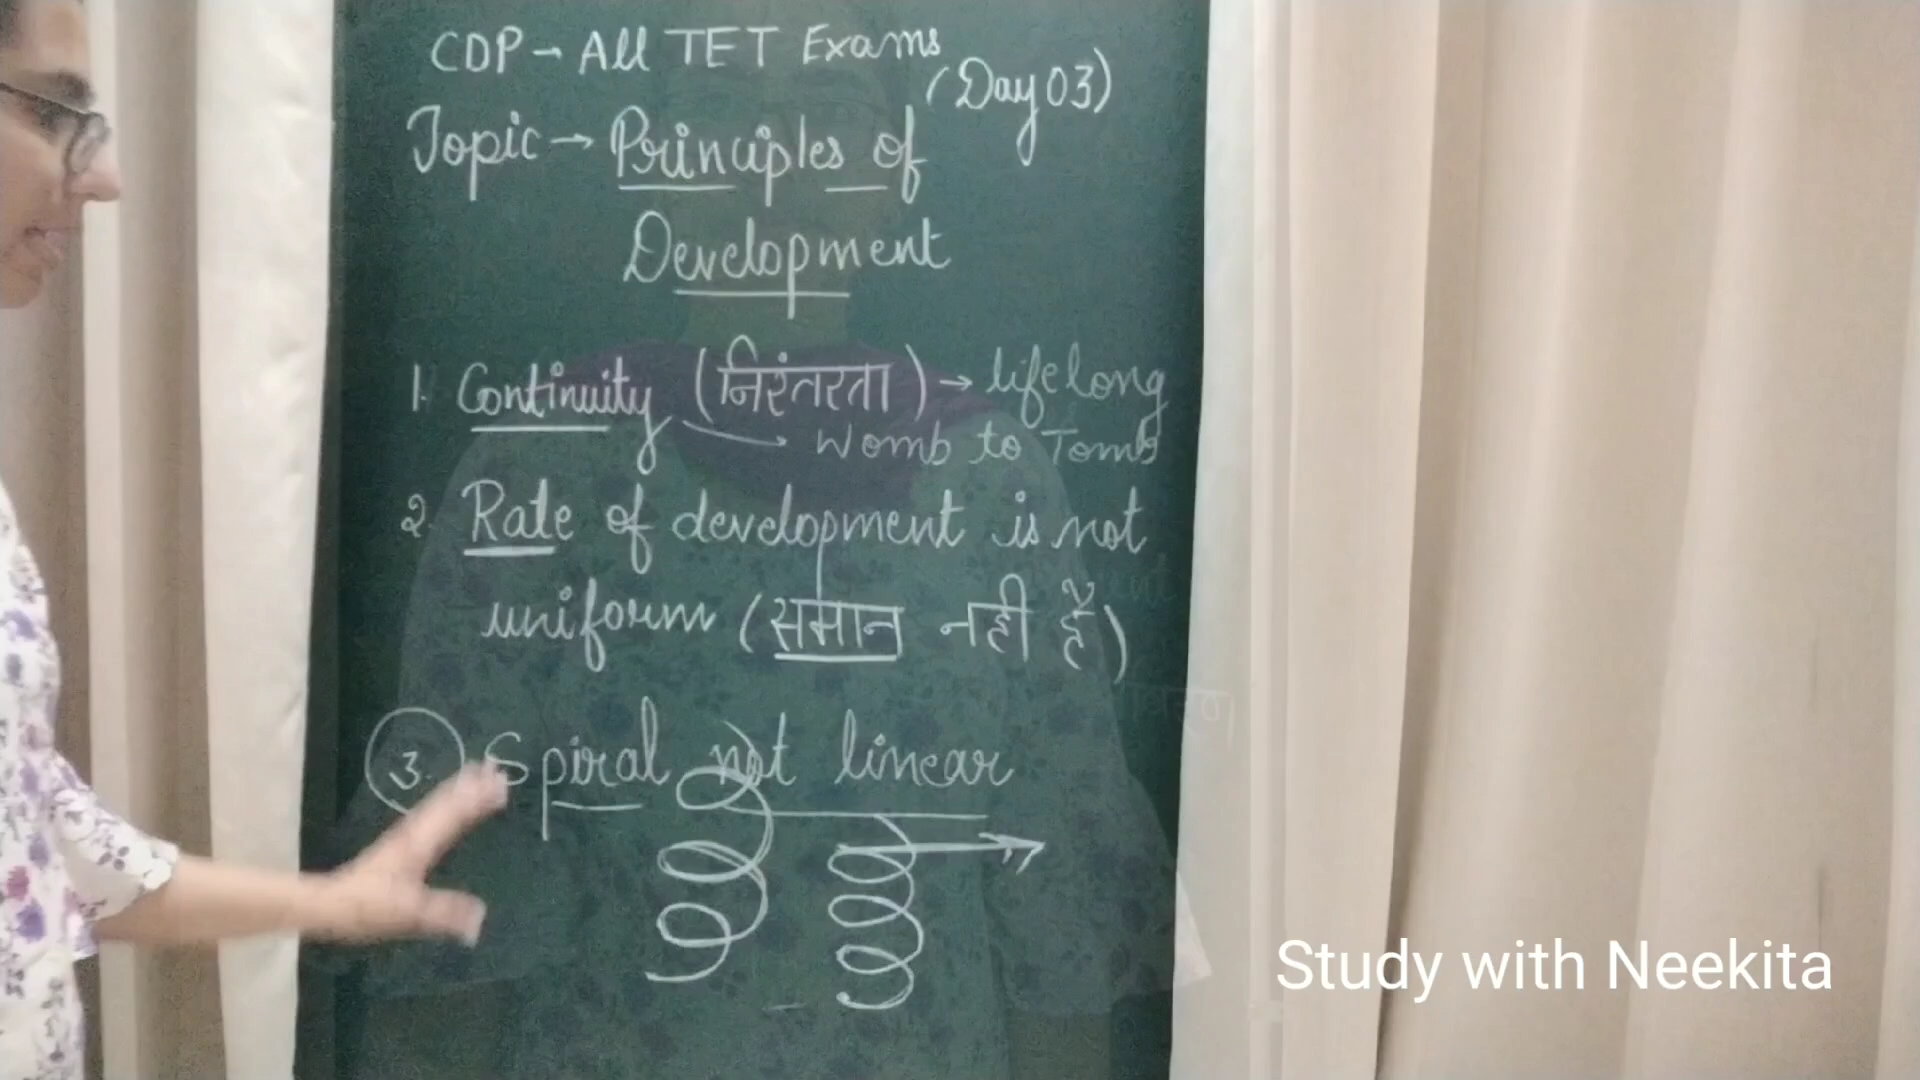 CDP → All TET Exams
(Day 03)
Topic → Principles of
Development
1. Continuity (निरंतरता) → lifelong
→ Womb to Tomb
2. Rate of development is not
uniform (समान नहीं है)
3. Spiral not linear
Study with Neekita